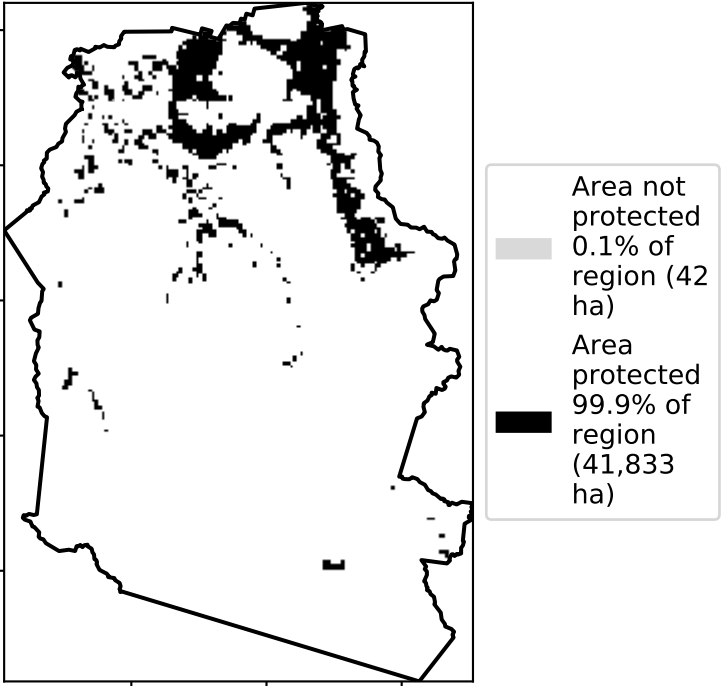 Area not
protected
0.1% of
region (42
ha)
Area
protected
99.9% of
region
(41,833
ha)